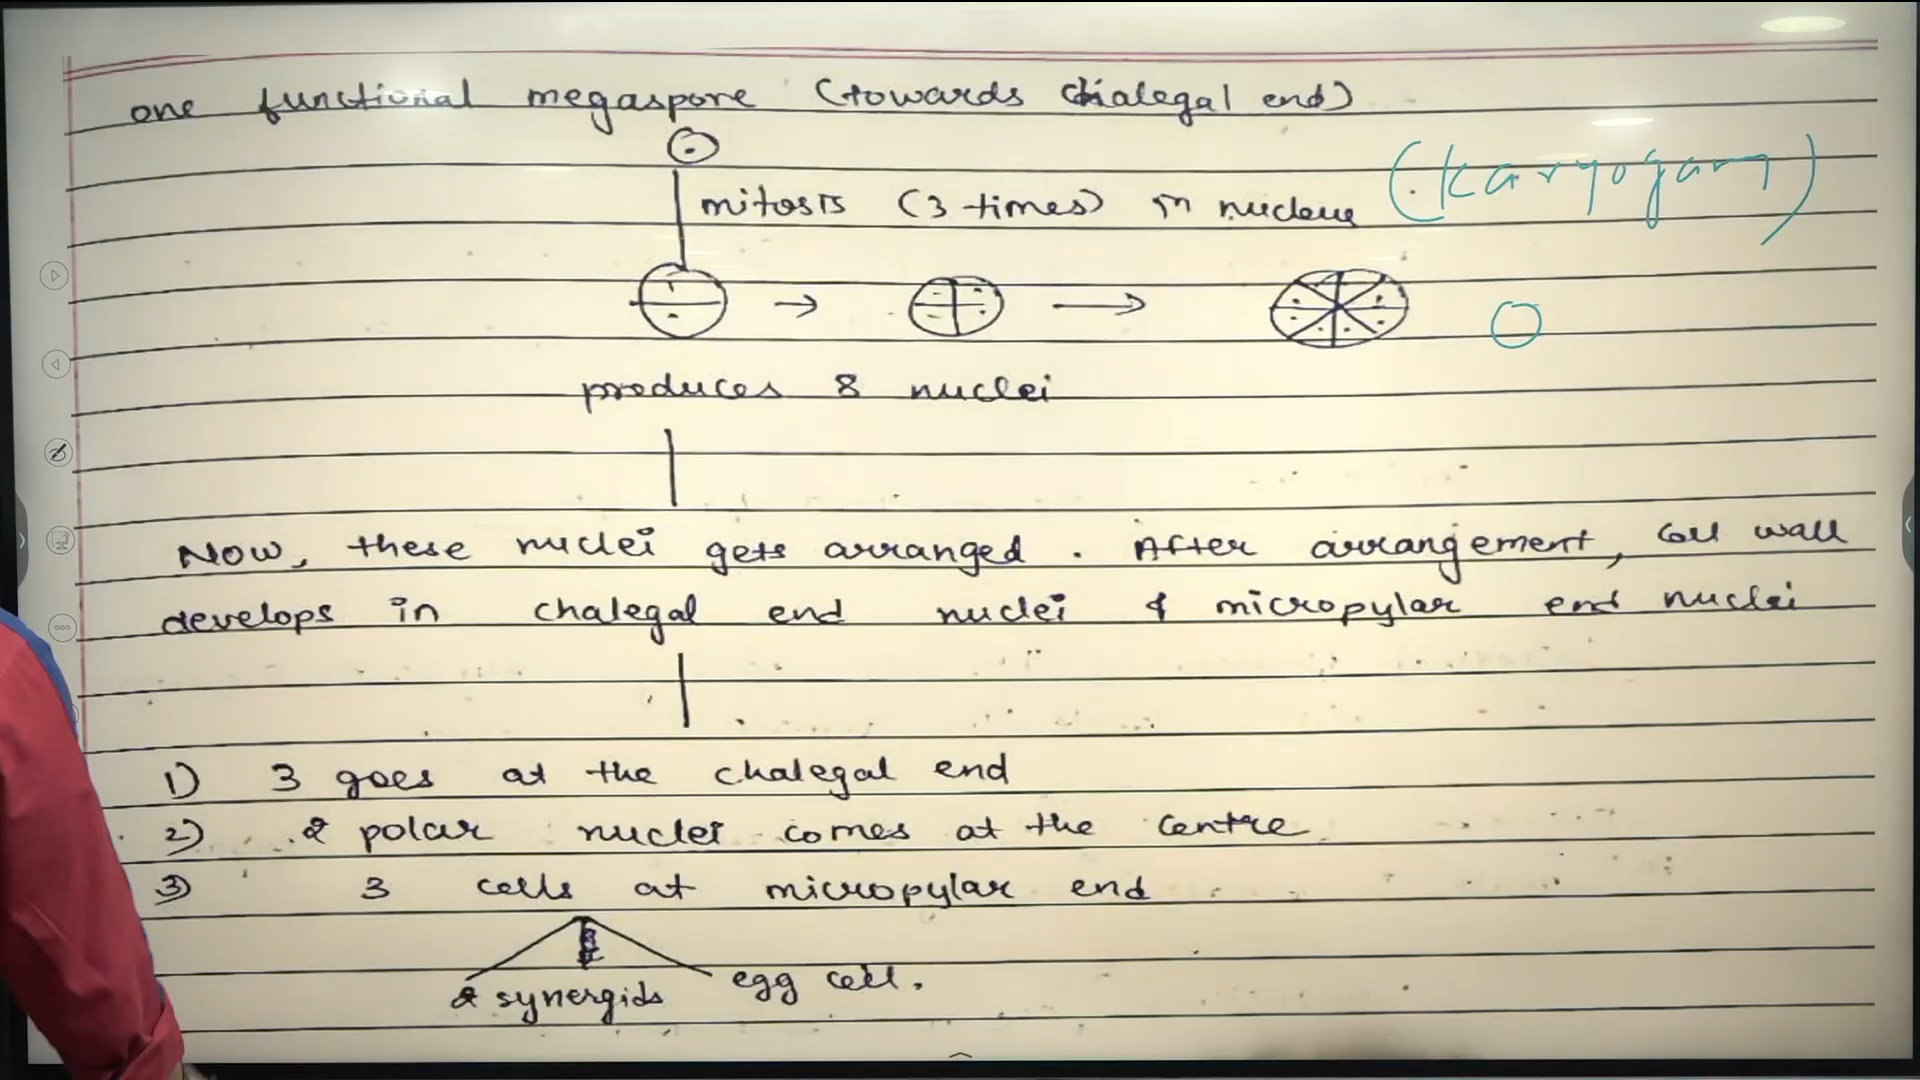 one functional megaspore (towards chalegal end)
mitosis (3 times) in nucleus
(karyogamy)
produces 8 nuclei
Now, these nuclei gets arranged. After arrangement, cell wall
develops in chalegal end nuclei & micropylar end nuclei
1) 3 goes at the chalegal end
2) 2 polar nuclei comes at the centre
3) 3 cells at micropylar end
2 synergids egg cell.